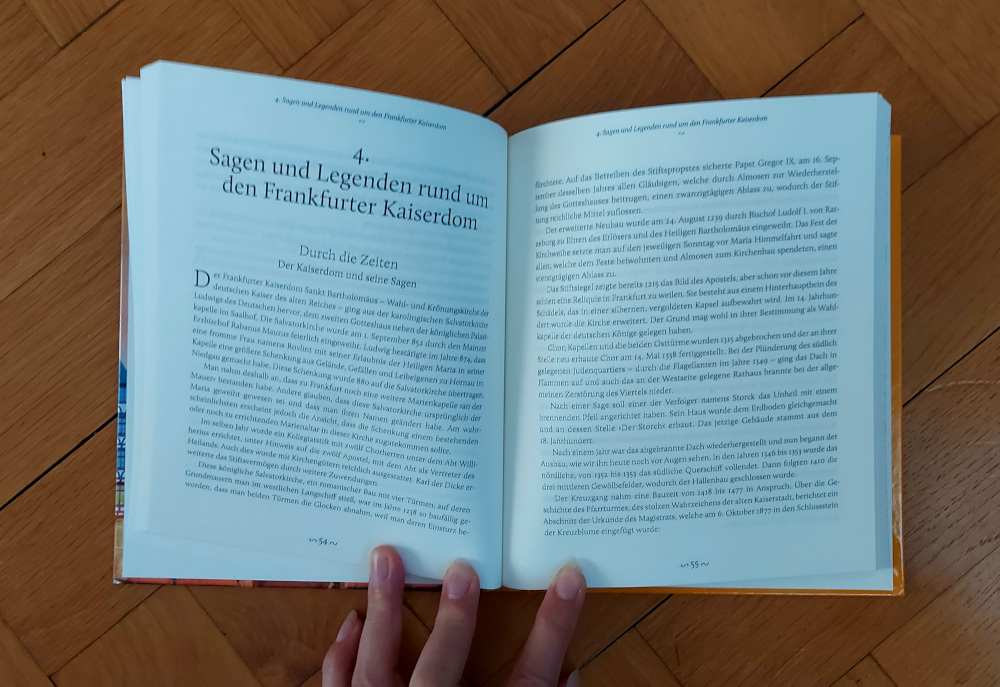 4. Sagen und Legenden rund um den Frankfurter Kaiserdom
~
4.
Sagen und Legenden rund um
den Frankfurter Kaiserdom
Durch die Zeiten
Der Kaiserdom und seine Sagen
Der Frankfurter Kaiserdom Sankt Bartholomäus – Wahl- und Krönungskirche der
deutschen Kaiser des alten Reiches – ging aus der karolingischen Salvatorkirche
Ludwigs des Deutschen hervor, dem zweiten Gotteshaus neben der königlichen Palast-
kapelle im Saalhof. Die Salvatorkirche wurde am 1. September 852 durch den Mainzer
Erzbischof Rabanus Maurus feierlich eingeweiht. Ludwig bestätigte im Jahre 874, dass
eine fromme Frau namens Rovlint mit seiner Erlaubnis der Heiligen Maria in seiner
Kapelle eine größere Schenkung aus Gelände, Gefällen und Leibeigenen zu Hornau im
Niedgau gemacht habe. Diese Schenkung wurde 880 auf die Salvatorkirche übertragen.
Man nahm deshalb an, dass zu Frankfurt noch eine weitere Marienkapelle ›an der
Mauer‹ bestanden habe. Andere glauben, dass diese Salvatorkirche ursprünglich der
Maria geweiht gewesen sei und dass man ihren Namen geändert habe. Am wahr-
scheinlichsten erscheint jedoch die Ansicht, dass die Schenkung einem bestehenden
oder noch zu errichtenden Marienaltar in dieser Kirche zugutekommen sollte.
Im selben Jahr wurde ein Kollegiatstift mit zwölf Chorherren unter dem Abt Willi-
herius errichtet, unter Hinweis auf die zwölf Apostel, mit dem Abt als Vertreter des
Heilands. Auch dies wurde mit Kirchengütern reichlich ausgestattet. Karl der Dicke er-
weiterte das Stiftsvermögen durch weitere Zuwendungen.
Diese königliche Salvatorkirche, ein romanischer Bau mit vier Türmen, auf deren
Grundmauern man im westlichen Langschiff stieß, war im Jahre 1238 so baufällig ge-
worden, dass man beiden Türmen die Glocken abnahm, weil man deren Einsturz be-
~ 54 ~
4. Sagen und Legenden rund um den Frankfurter Kaiserdom
~
fürchtete. Auf das Betreiben des Stiftspropstes sicherte Papst Gregor IX. am 16. Sep-
tember desselben Jahres allen Gläubigen, welche durch Almosen zur Wiederherstel-
lung des Gotteshauses beitrugen, einen zwanzigtägigen Ablass zu, wodurch der Stif-
tung reichliche Mittel zuflossen.
Der erweiterte Neubau wurde am 24. August 1239 durch Bischof Ludolf I. von Rat-
zeburg zu Ehren des Erlösers und des Heiligen Bartholomäus eingeweiht. Das Fest der
Kirchweihe setzte man auf den jeweiligen Sonntag vor Maria Himmelfahrt und sagte
allen, welche dem Feste beiwohnten und Almosen zum Kirchenbau spendeten, einen
vierzigtägigen Ablass zu.
Das Stiftsiegel zeigte bereits 1215 das Bild des Apostels, aber schon vor diesem Jahre
scheint eine Reliquie in Frankfurt zu weilen. Sie besteht aus einem Hinterhauptbein des
Schädels, das in einer silbernen, vergoldeten Kapsel aufbewahrt wird. Im 14. Jahrhun-
dert wurde die Kirche erweitert. Der Grund mag wohl in ihrer Bestimmung als Wahl-
kapelle der deutschen Könige gelegen haben.
Chor, Kapellen und die beiden Osttürme wurden 1315 abgebrochen und der an ihrer
Stelle neu erbaute Chor am 14. Mai 1338 fertiggestellt. Bei der Plünderung des südlich
gelegenen Judenquartiers – durch die Flagellanten im Jahre 1349 – ging das Dach in
Flammen auf und auch das an der Westseite gelegene Rathaus brannte bei der allge-
meinen Zerstörung des Viertels nieder.
Nach einer Sage soll einer der Verfolger namens Storck das Unheil mit einem
brennenden Pfeil angerichtet haben. Sein Haus wurde dem Erdboden gleichgemacht
und an dessen Stelle ›Der Storch‹ erbaut. Das jetzige Gebäude stammt aus dem
18. Jahrhundert.
Nach einem Jahr war das abgebrannte Dach wiederhergestellt und nun begann der
Ausbau, wie wir ihn heute noch vor Augen sehen. In den Jahren 1346 bis 1353 wurde das
nördliche, von 1352 bis 1353 das südliche Querschiff vollendet. Dann folgten 1420 die
drei mittleren Gewölbefelder, wodurch der Hallenbau geschlossen wurde.
Der Kreuzgang nahm eine Bauzeit von 1418 bis 1477 in Anspruch. Über die Ge-
schichte des Pfarrturmes, des stolzen Wahrzeichens der alten Kaiserstadt, berichtet ein
Abschnitt der Urkunde des Magistrats, welche am 6. Oktober 1877 in den Schlussstein
der Kreuzblume eingefügt wurde:
~ 55 ~